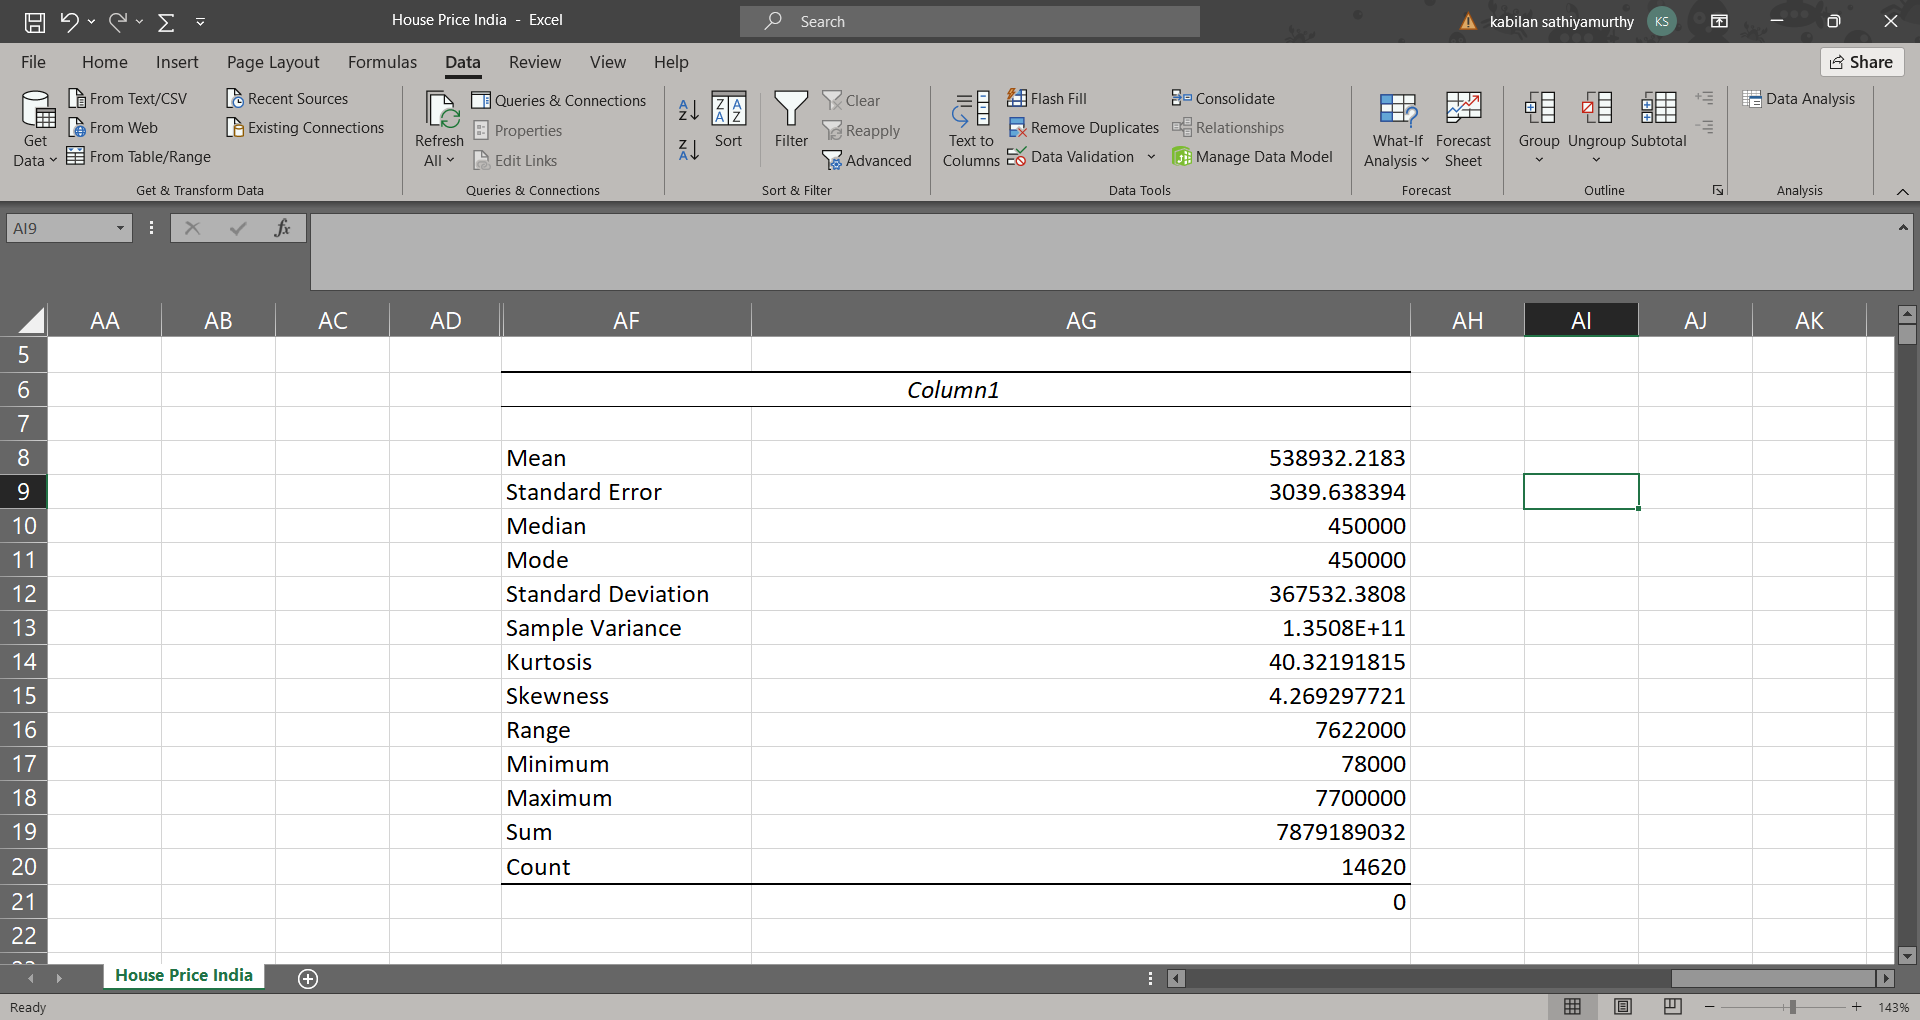 House Price India - Excel
Search
kabilan sathiyamurthy
KS
File Home Insert Page Layout Formulas Data Review View Help
Share
Get Data
From Text/CSV
From Web
From Table/Range
Recent Sources
Existing Connections
Get & Transform Data
Refresh All
Queries & Connections
Properties
Edit Links
Queries & Connections
Sort
Filter
Clear
Reapply
Advanced
Sort & Filter
Text to Columns
Flash Fill
Remove Duplicates
Data Validation
Consolidate
Relationships
Manage Data Model
Data Tools
What-If Analysis
Forecast Sheet
Forecast
Group
Ungroup
Subtotal
Outline
Data Analysis
Analysis
AI9
fx
AA AB AC AD AF AG AH AI AJ AK
5
6 Column1
7
8 Mean 538932.2183
9 Standard Error 3039.638394
10 Median 450000
11 Mode 450000
12 Standard Deviation 367532.3808
13 Sample Variance 1.3508E+11
14 Kurtosis 40.32191815
15 Skewness 4.269297721
16 Range 7622000
17 Minimum 78000
18 Maximum 7700000
19 Sum 7879189032
20 Count 14620
21 0
22
House Price India
Ready
143%